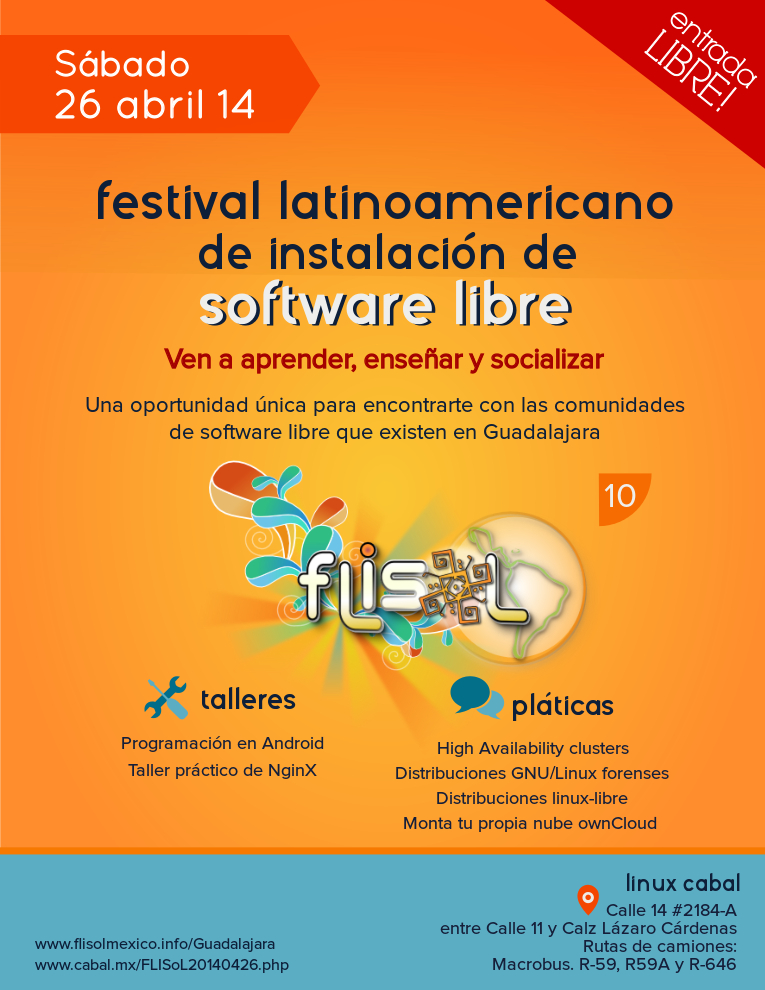 Sábado
26 abril 14
entrada
LIBRE!
festival latinoamericano
de instalación de
software libre
Ven a aprender, enseñar y socializar
Una oportunidad única para encontrarte con las comunidades
de software libre que existen en Guadalajara
10
fLisoL
talleres
Programación en Android
Taller práctico de NginX
pláticas
High Availability clusters
Distribuciones GNU/Linux forenses
Distribuciones linux-libre
Monta tu propia nube ownCloud
linux cabal
Calle 14 #2184-A
entre Calle 11 y Calz Lázaro Cárdenas
Rutas de camiones:
Macrobus. R-59, R59A y R-646
www.flisolmexico.info/Guadalajara
www.cabal.mx/FLISoL20140426.php